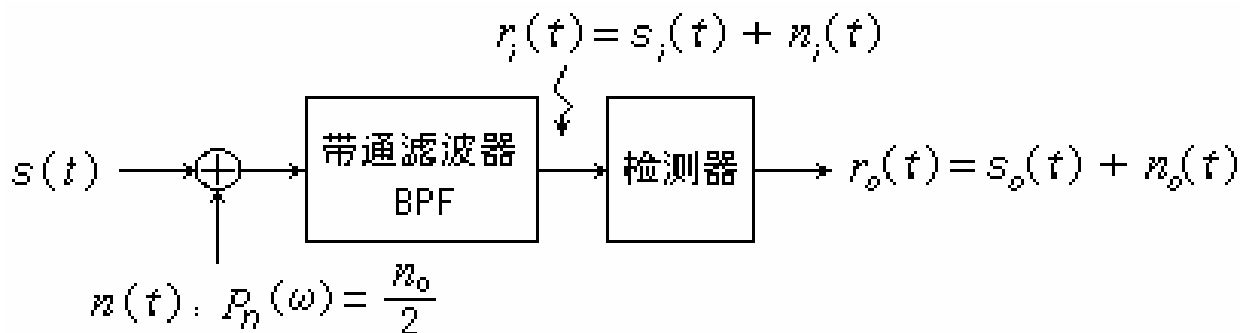 r_i(t)=s_i(t) + n_i(t)
s(t)
+
带通滤波器
BPF
检测器
r_o(t)=s_o(t) + n_o(t)
n(t): P_n(ω)= n_0/2